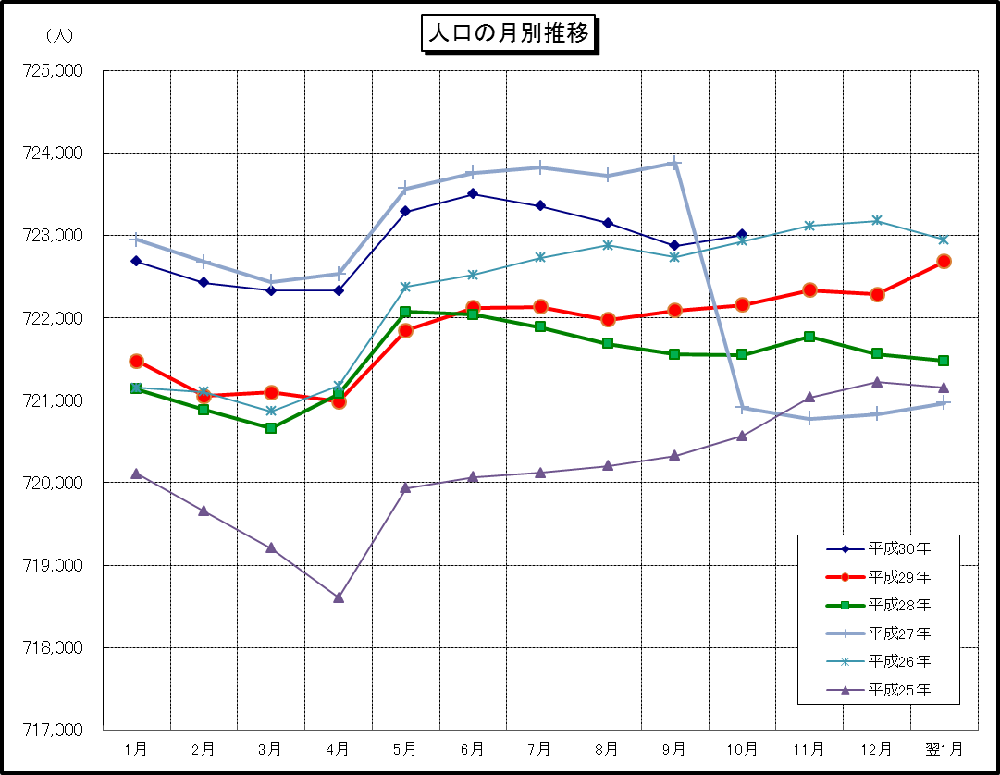 人口の月別推移
(人)
725,000
724,000
723,000
722,000
721,000
720,000
719,000
718,000
717,000
1月 2月 3月 4月 5月 6月 7月 8月 9月 10月 11月 12月 翌1月
平成30年
平成29年
平成28年
平成27年
平成26年
平成25年